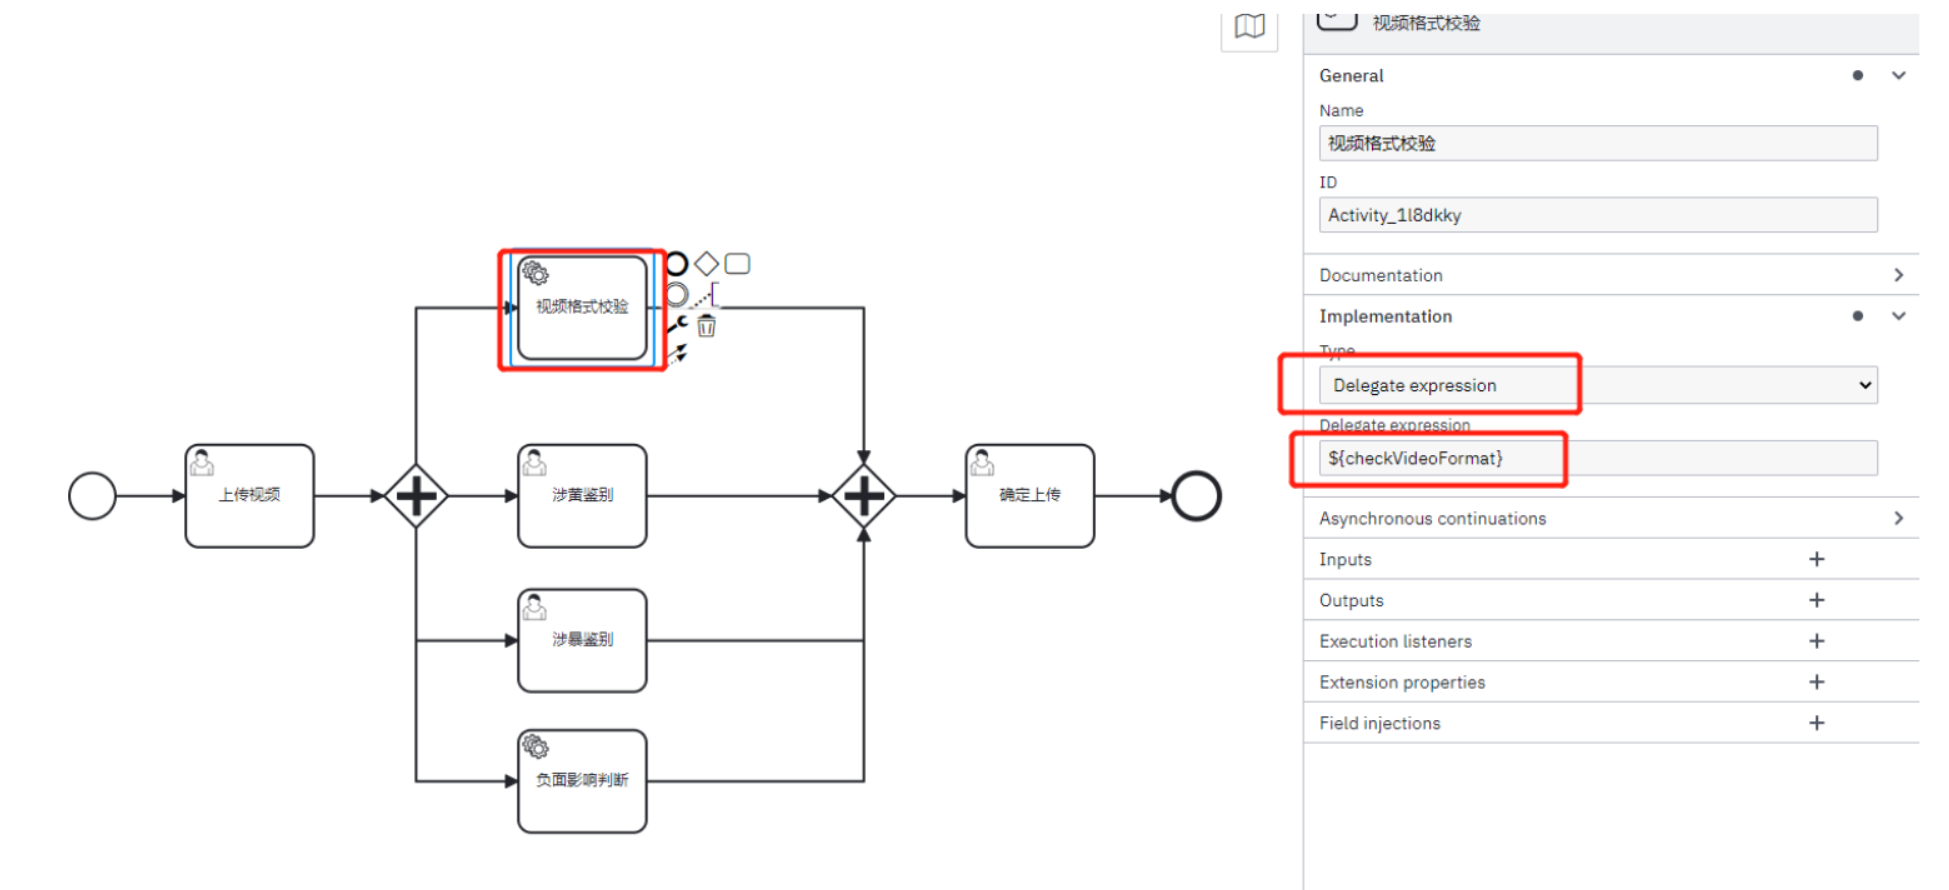 视频格式校验
General
Name
视频格式校验
ID
Activity_1l8dkky
Documentation
Implementation
Type
Delegate expression
Delegate expression
${checkVideoFormat}
Asynchronous continuations
Inputs
Outputs
Execution listeners
Extension properties
Field injections
视频格式校验
上传视频
涉黄鉴别
确定上传
涉暴鉴别
负面影响判断